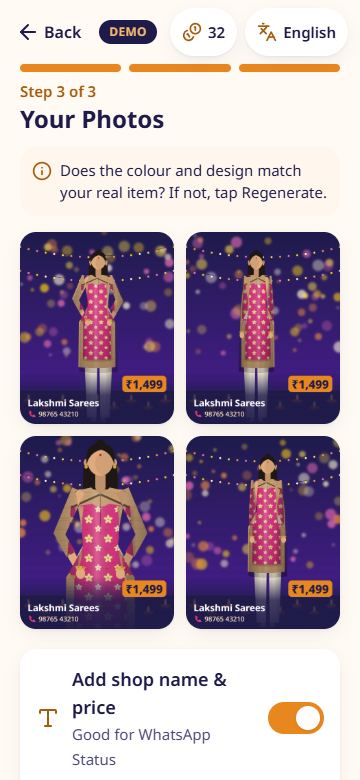 Back
DEMO
32
English
Step 3 of 3
Your Photos
Does the colour and design match
your real item? If not, tap Regenerate.
₹1,499
Lakshmi Sarees
98765 43210
₹1,499
Lakshmi Sarees
98765 43210
₹1,499
Lakshmi Sarees
98765 43210
₹1,499
Lakshmi Sarees
98765 43210
Add shop name &
price
Good for WhatsApp
Status